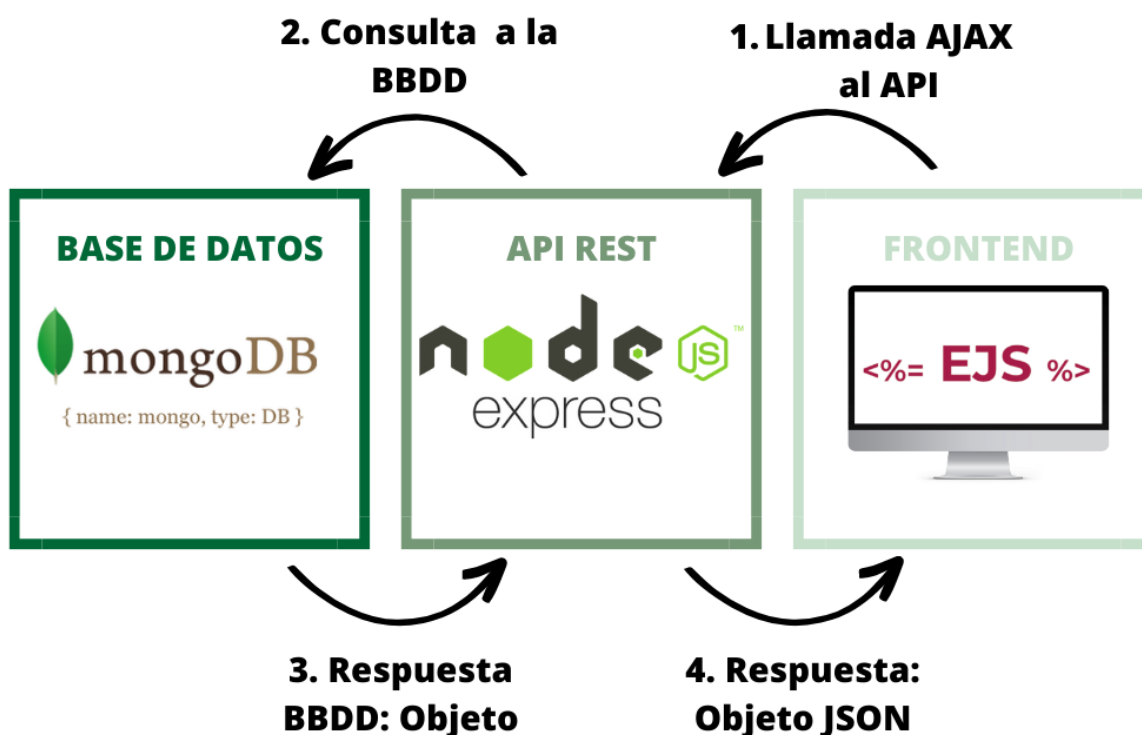 2. Consulta a la
BBDD
1. Llamada AJAX
al API
BASE DE DATOS
mongoDB
{ name: mongo, type: DB }
API REST
node JS ™
express
FRONTEND
<%= EJS %>
3. Respuesta
BBDD: Objeto
4. Respuesta:
Objeto JSON